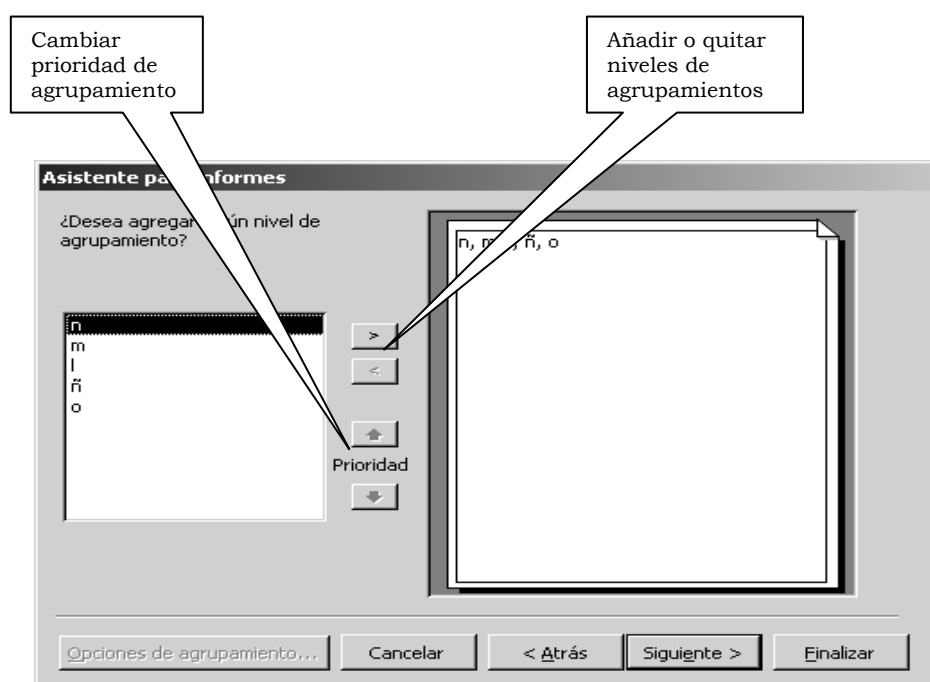 Cambiar
prioridad de
agrupamiento
Añadir o quitar
niveles de
agrupamientos
Asistente pa nformes
¿Desea agregar ún nivel de
agrupamiento?
n
m
l
ñ
o
>
<
Prioridad
n, m, ñ, o
Opciones de agrupamiento...
Cancelar
< Atrás
Siguiente >
Finalizar